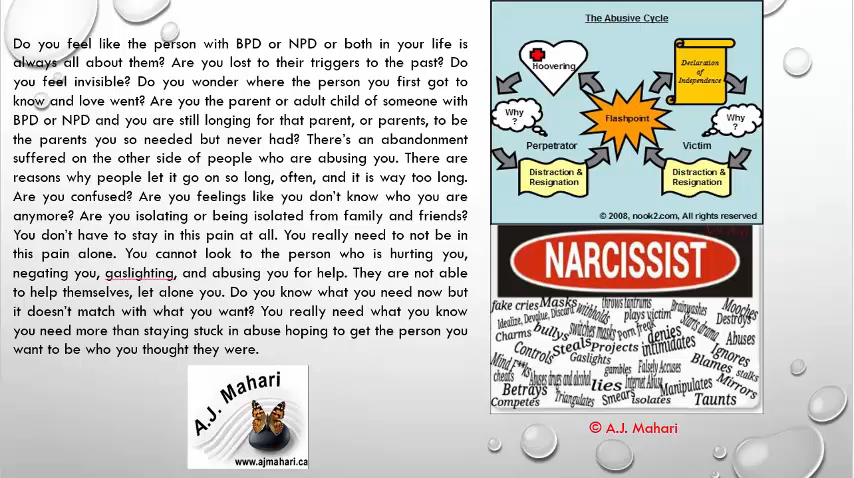 Do you feel like the person with BPD or NPD or both in your life is
always all about them? Are you lost to their triggers to the past? Do
you feel invisible? Do you wonder where the person you first got to
know and love went? Are you the parent or adult child of someone with
BPD or NPD and you are still longing for that parent, or parents, to be
the parents you so needed but never had? There's an abandonment
suffered on the other side of people who are abusing you. There are
reasons why people let it go on so long, often, and it is way too long.
Are you confused? Are you feelings like you don't know who you are
anymore? Are you isolating or being isolated from family and friends?
You don't have to stay in this pain at all. You really need to not be in
this pain alone. You cannot look to the person who is hurting you,
negating you, gaslighting, and abusing you for help. They are not able
to help themselves, let alone you. Do you know what you need now but
it doesn't match with what you want? You really need what you know
you need more than staying stuck in abuse hoping to get the person you
want to be who you thought they were.
A.J. Mahari
www.ajmahari.ca
The Abusive Cycle
Hoovering
Declaration
of
Independence
Why
?
Flashpoint
Why
?
Perpetrator
Victim
Distraction &
Resignation
Distraction &
Resignation
© 2008, nook2.com, All rights reserved
NARCISSIST
fake cries
Masks
withholds
throws tantrums
Brainwashes
Mooches
Idealize, Devalue, Discard
plays victim
Starts drama
Destroys
Charms
bullys
switches masks
Porn Freak
denies
Abuses
Controls
Steals
Projects
intimidates
Ignores
Mind F**ks
Gaslights
gambles
Falsely Accuses
Blames
stalks
cheats
Abuses drugs and alcohol
lies
Internet Abuse
Manipulates
Mirrors
Betrays
Triangulates
Smears
isolates
Taunts
Competes
© A.J. Mahari